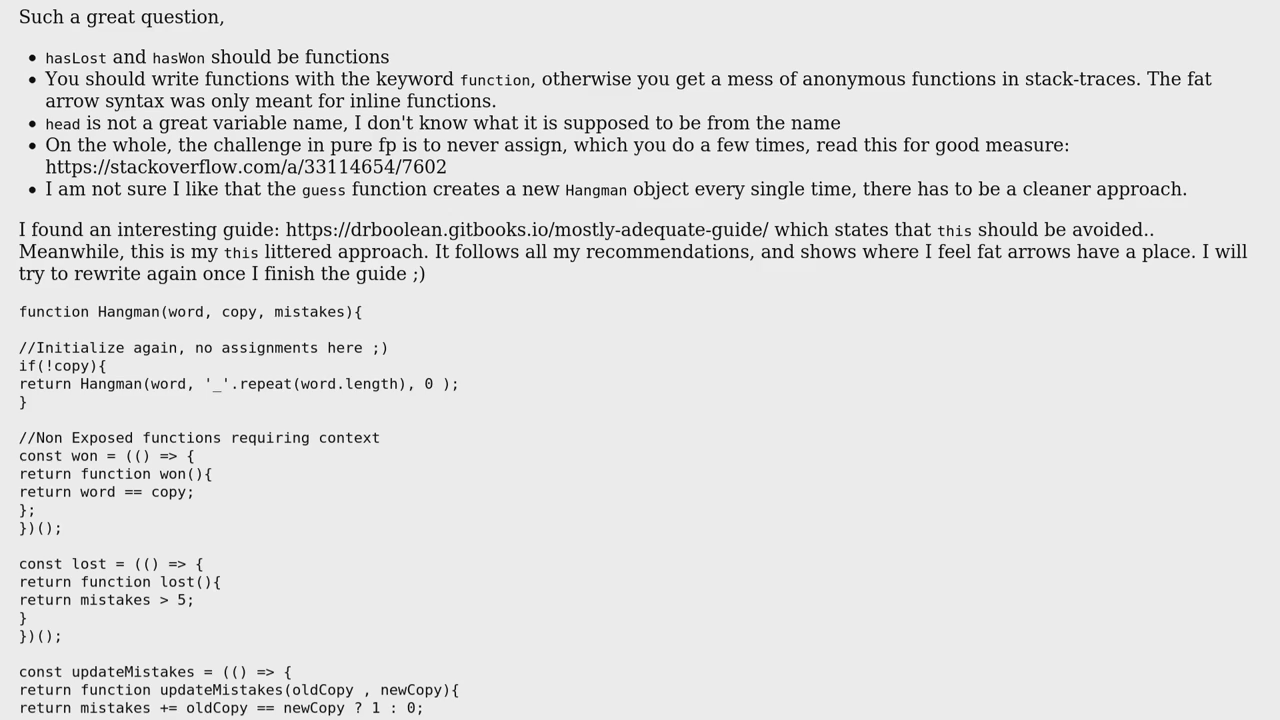 Such a great question,
• hasLost and hasWon should be functions
• You should write functions with the keyword function, otherwise you get a mess of anonymous functions in stack-traces. The fat
arrow syntax was only meant for inline functions.
• head is not a great variable name, I don't know what it is supposed to be from the name
• On the whole, the challenge in pure fp is to never assign, which you do a few times, read this for good measure:
https://stackoverflow.com/a/33114654/7602
• I am not sure I like that the guess function creates a new Hangman object every single time, there has to be a cleaner approach.
I found an interesting guide: https://drboolean.gitbooks.io/mostly-adequate-guide/ which states that this should be avoided..
Meanwhile, this is my this littered approach. It follows all my recommendations, and shows where I feel fat arrows have a place. I will
try to rewrite again once I finish the guide ;)
function Hangman(word, copy, mistakes){
//Initialize again, no assignments here ;)
if(!copy){
return Hangman(word, '_'.repeat(word.length), 0 );
}
//Non Exposed functions requiring context
const won = (() => {
return function won(){
return word == copy;
};
})();
const lost = (() => {
return function lost(){
return mistakes > 5;
}
})();
const updateMistakes = (() => {
return function updateMistakes(oldCopy , newCopy){
return mistakes += oldCopy == newCopy ? 1 : 0;